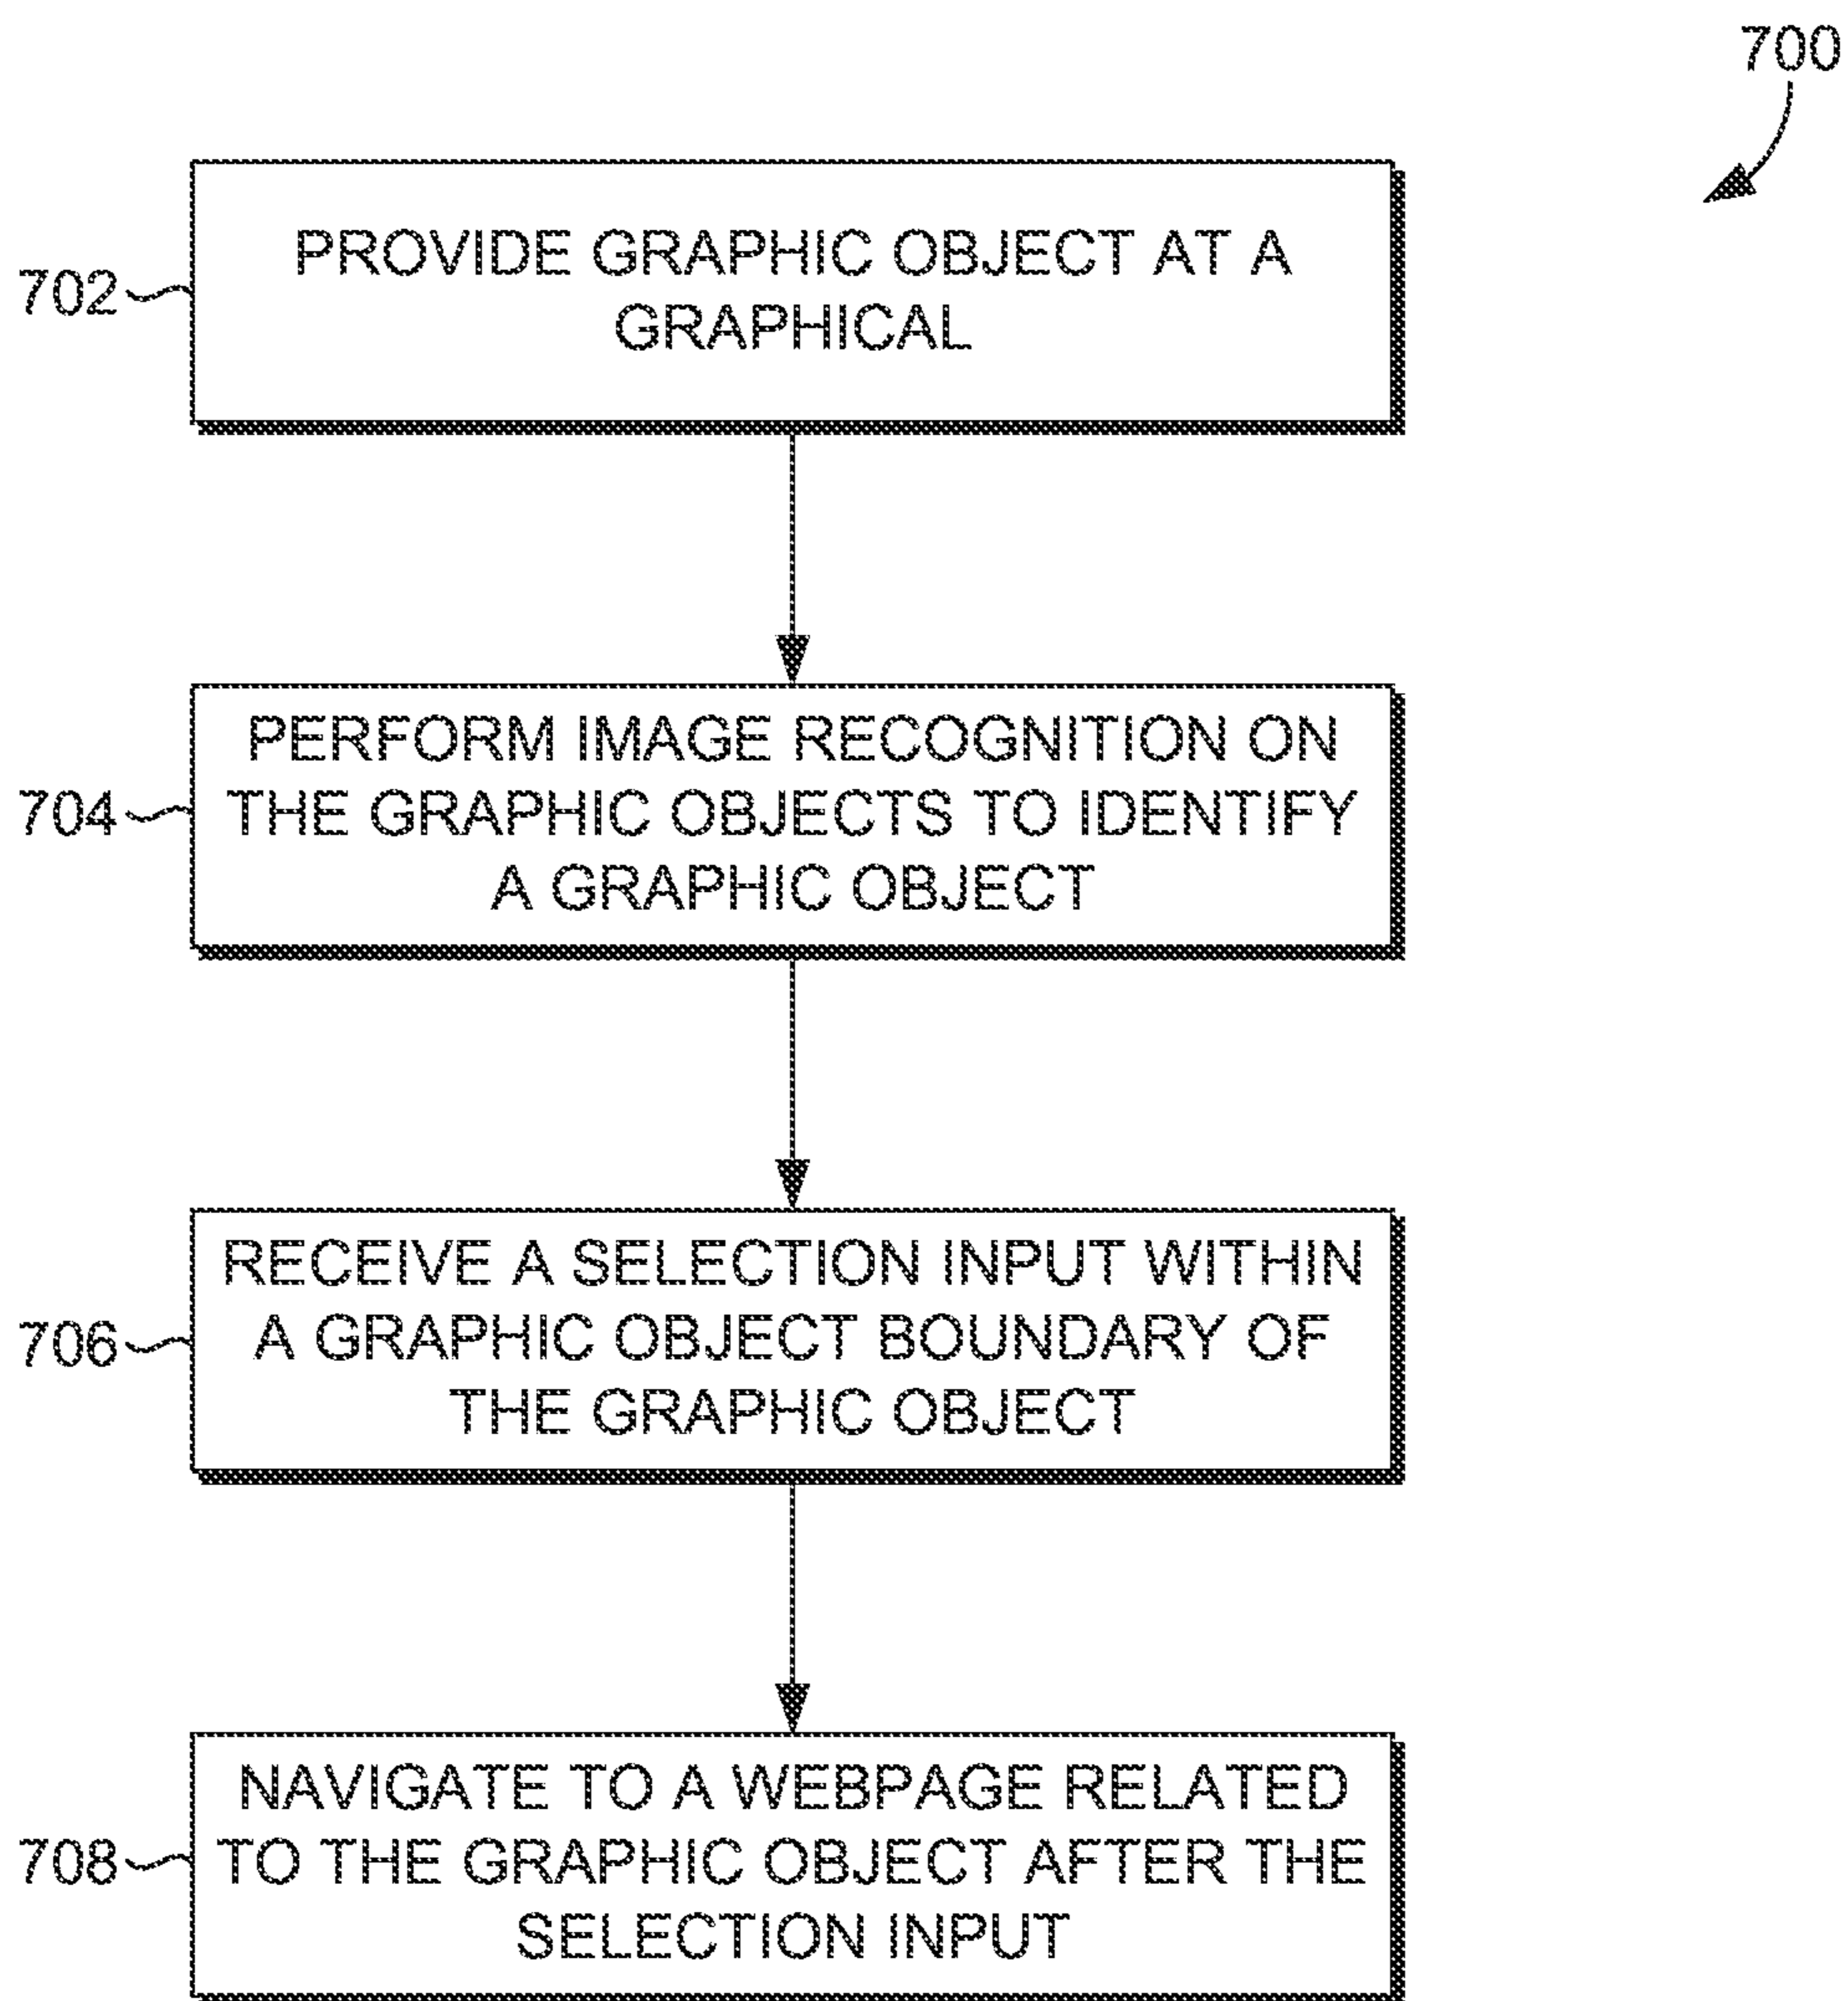 700
702
PROVIDE GRAPHIC OBJECT AT A
GRAPHICAL
704
PERFORM IMAGE RECOGNITION ON
THE GRAPHIC OBJECTS TO IDENTIFY
A GRAPHIC OBJECT
706
RECEIVE A SELECTION INPUT WITHIN
A GRAPHIC OBJECT BOUNDARY OF
THE GRAPHIC OBJECT
708
NAVIGATE TO A WEBPAGE RELATED
TO THE GRAPHIC OBJECT AFTER THE
SELECTION INPUT